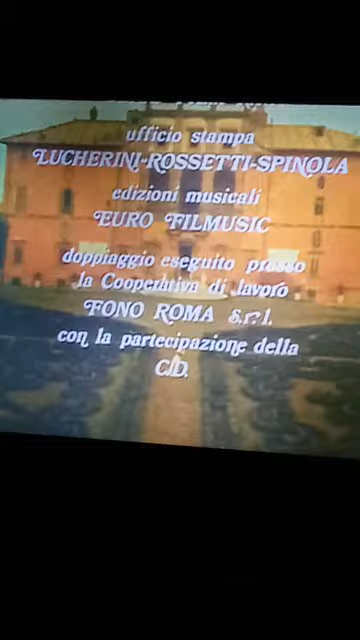 ufficio stampa
LUCHERINI-ROSSETTI-SPINOLA
edizioni musicali
EURO FILMUSIC
doppiaggio eseguito presso
la Cooperativa di lavoro
FONO ROMA S.r.l.
con la partecipazione della
C.D.